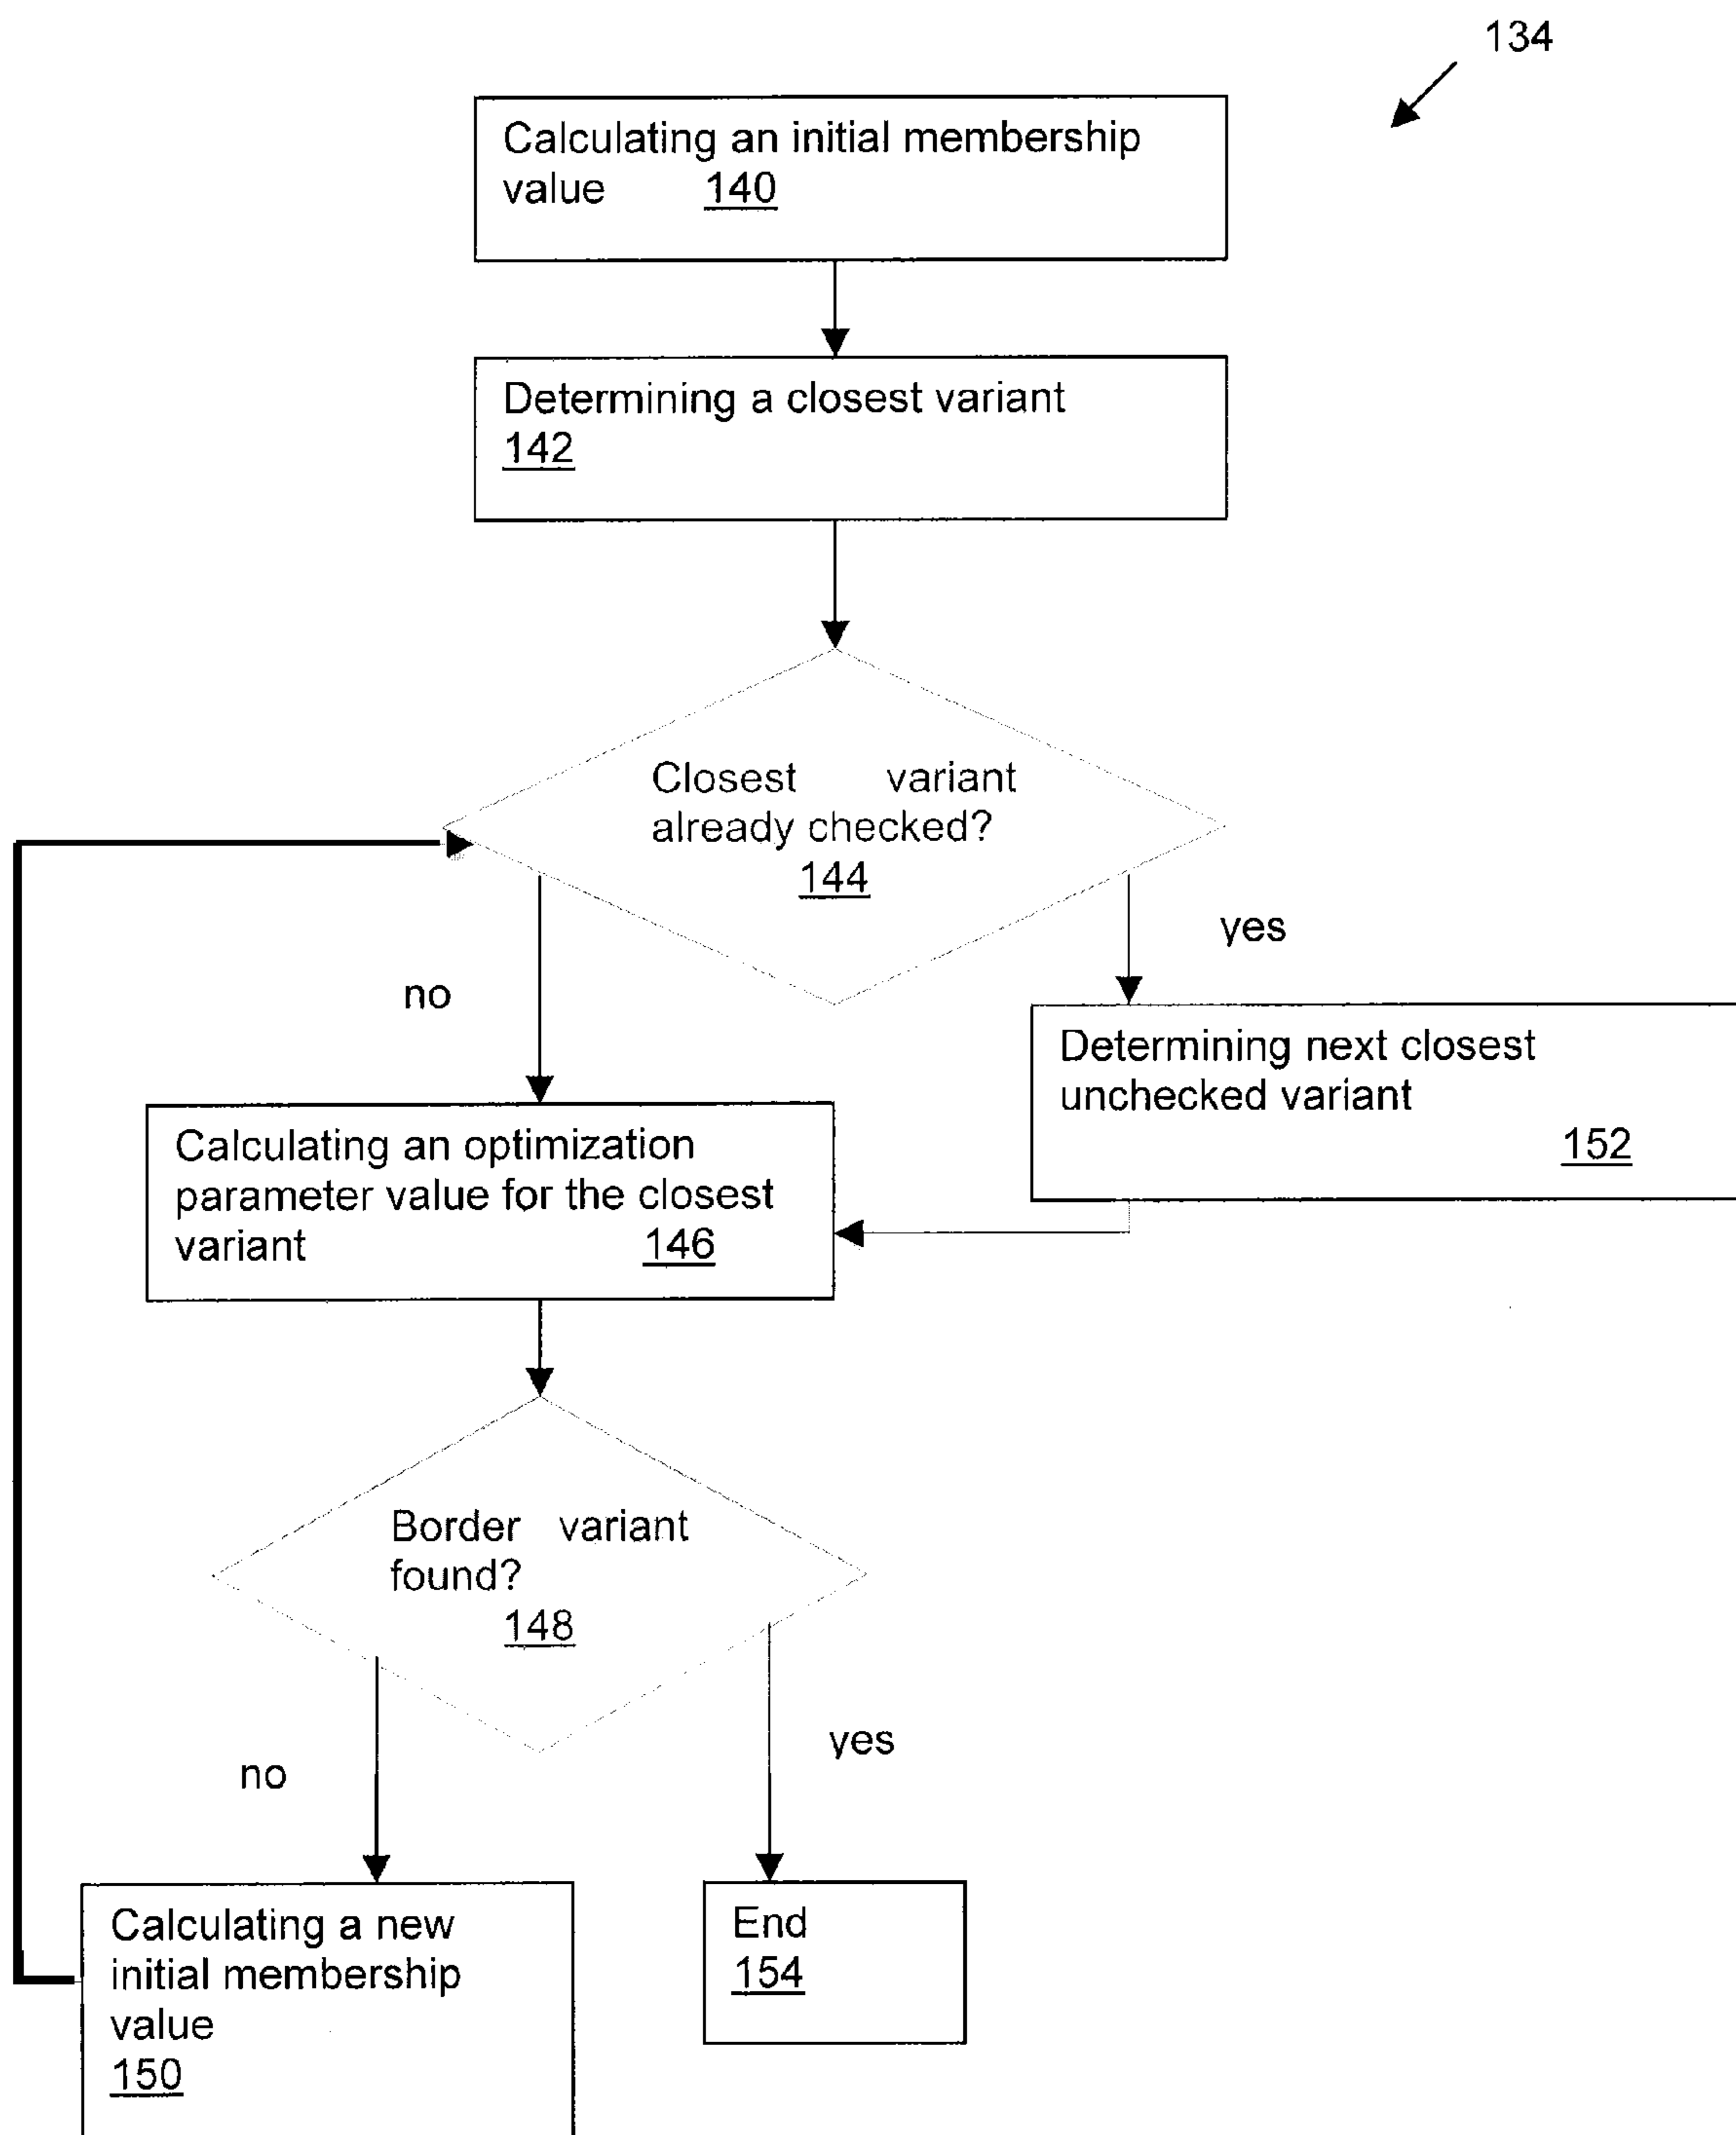 134
Calculating an initial membership
value 140
Determining a closest variant
142
Closest variant
already checked?
144
yes
no
Determining next closest
unchecked variant
152
Calculating an optimization
parameter value for the closest
variant 146
Border variant
found?
148
yes
no
Calculating a new
initial membership
value
150
End
154